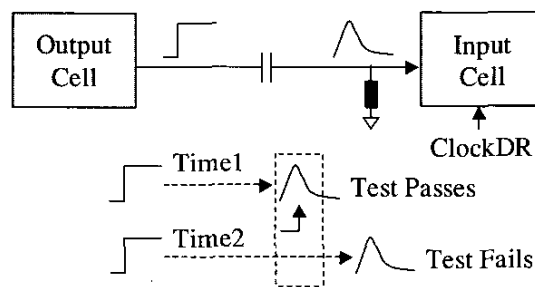 Output
Cell
Input
Cell
ClockDR
Time1
Test Passes
Time2
Test Fails